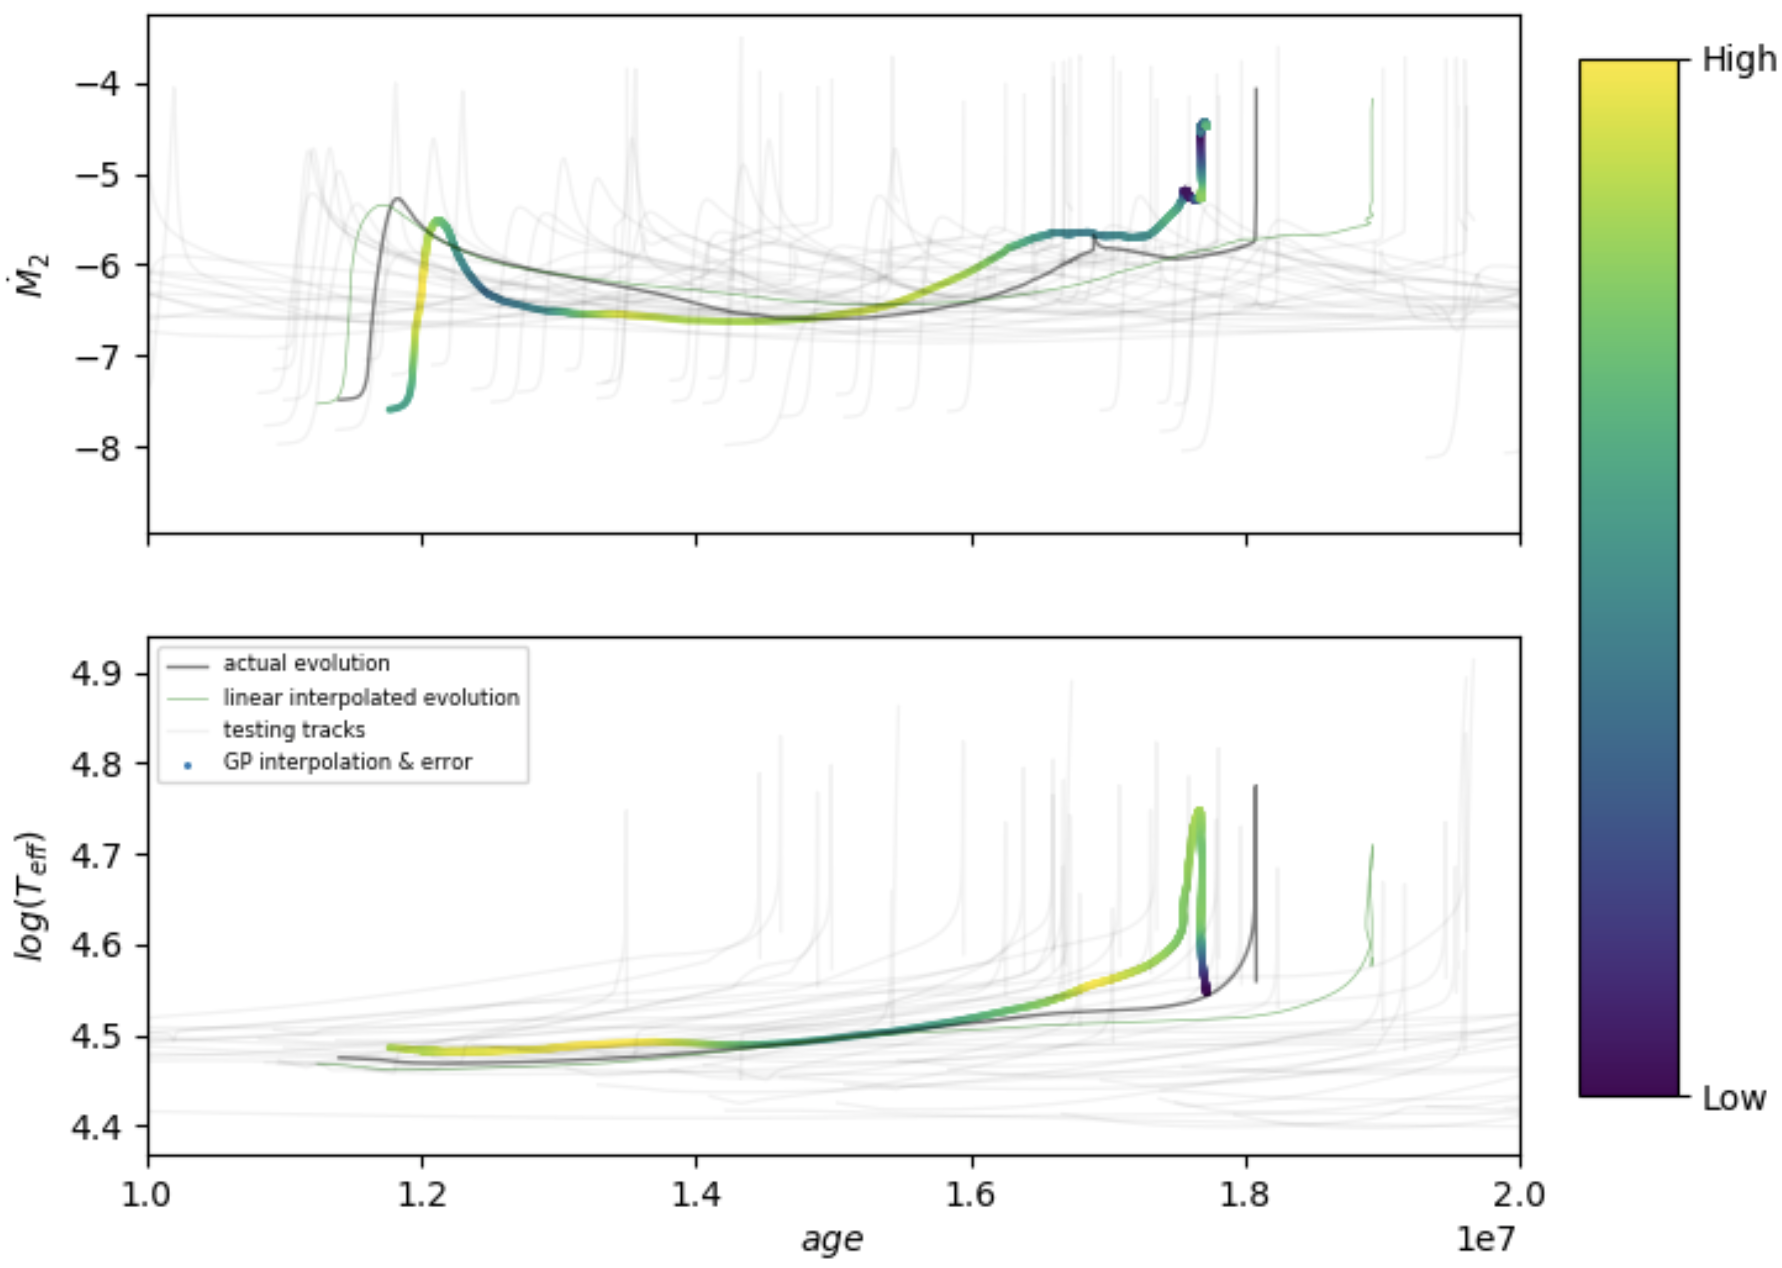 High
−4
−5
−6
−7
−8
Ṁ₂
actual evolution
linear interpolated evolution
testing tracks
GP interpolation & error
4.9
4.8
4.7
4.6
4.5
4.4
log(T_eff)
Low
1.0 1.2 1.4 1.6 1.8 2.0
age
1e7